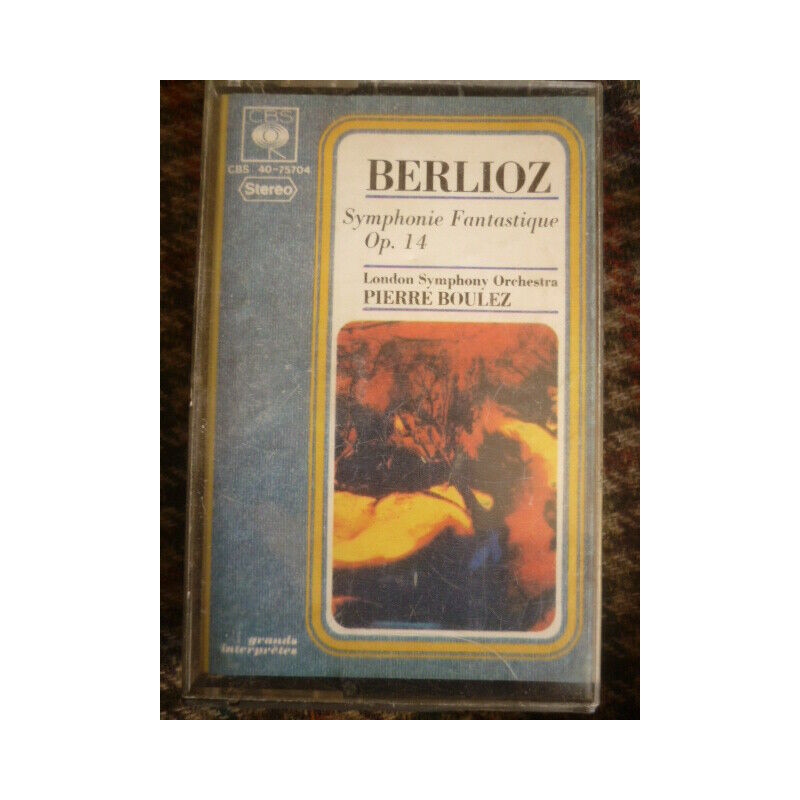 CBS
CBS 40-75704
Stereo
BERLIOZ
Symphonie Fantastique
Op. 14
London Symphony Orchestra
PIERRE BOULEZ
grands
interprètes